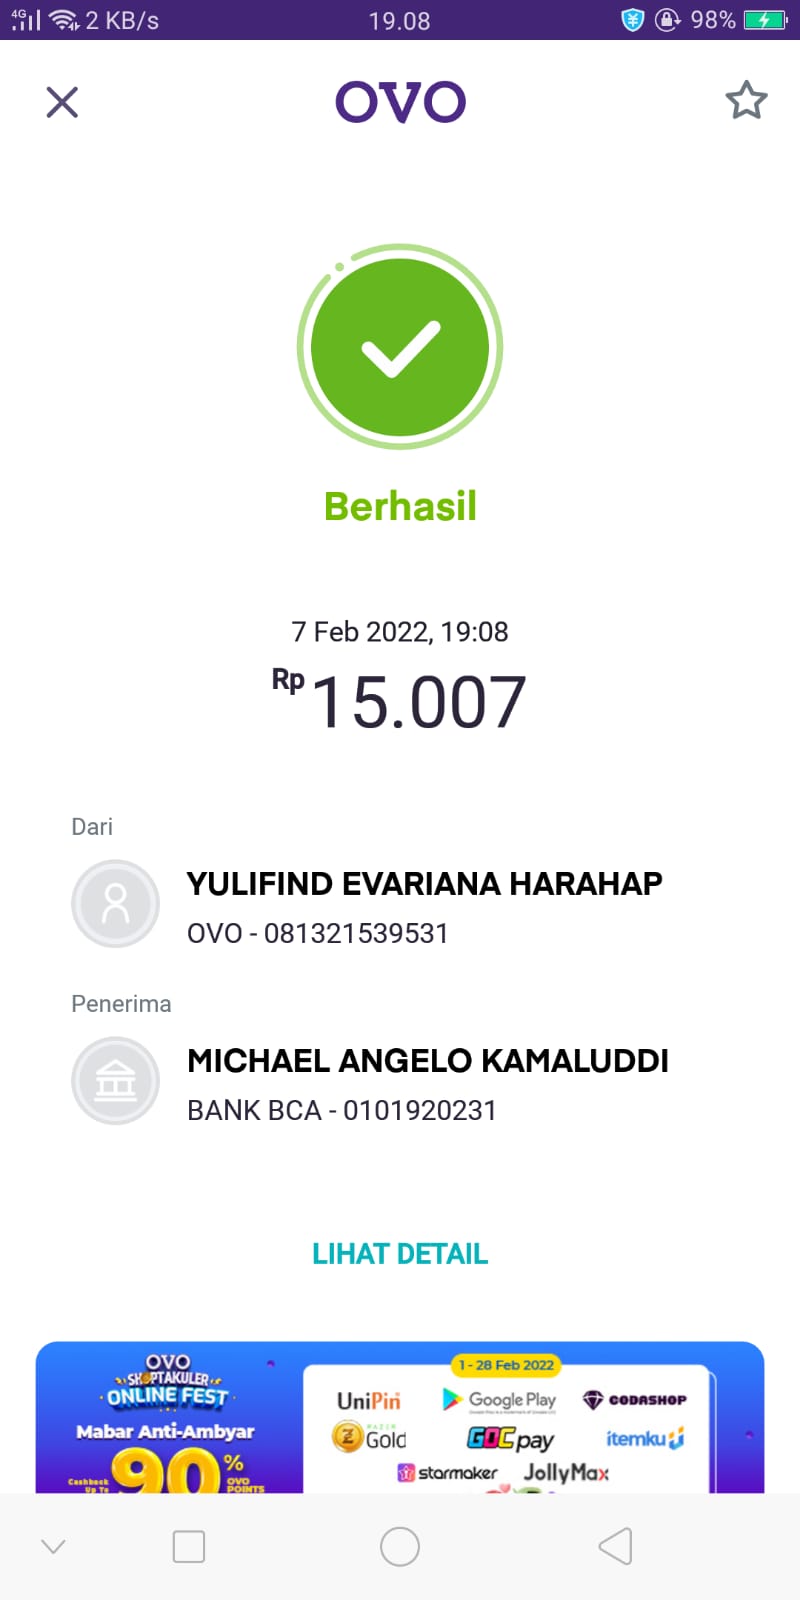 4G 2 KB/s 19.08 98%
OVO
Berhasil
7 Feb 2022, 19:08
Rp 15.007
Dari
YULIFIND EVARIANA HARAHAP
OVO - 081321539531
Penerima
MICHAEL ANGELO KAMALUDDI
BANK BCA - 0101920231
LIHAT DETAIL
OVO
SHOPTAKULER
ONLINE FEST
Mabar Anti-Ambyar
Cashback Up To 90% OVO POINTS
1 - 28 Feb 2022
UniPin Google Play CODASHOP
RAZER Gold GOCpay itemku
starmaker JollyMax